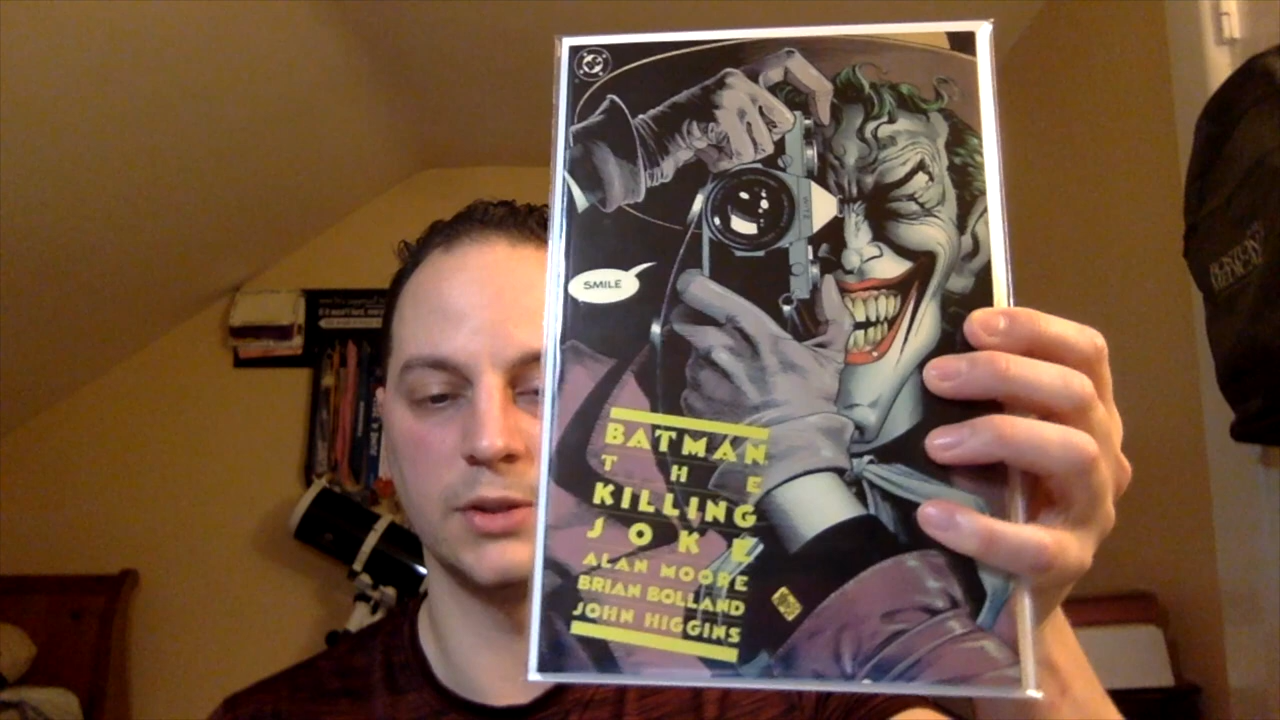 SMILE
BATMAN
THE
KILLING
JOKE
ALAN MOORE
BRIAN BOLLAND
JOHN HIGGINS